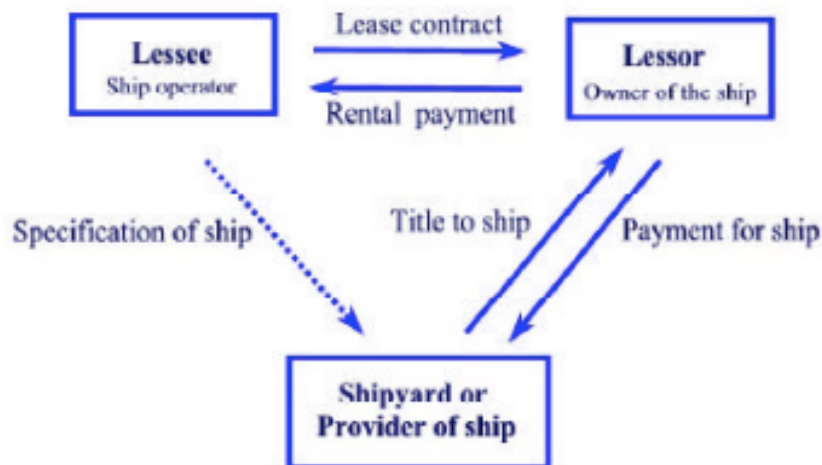 Lessee
Ship operator
Lease contract
Rental payment
Lessor
Owner of the ship
Specification of ship
Title to ship
Payment for ship
Shipyard or
Provider of ship